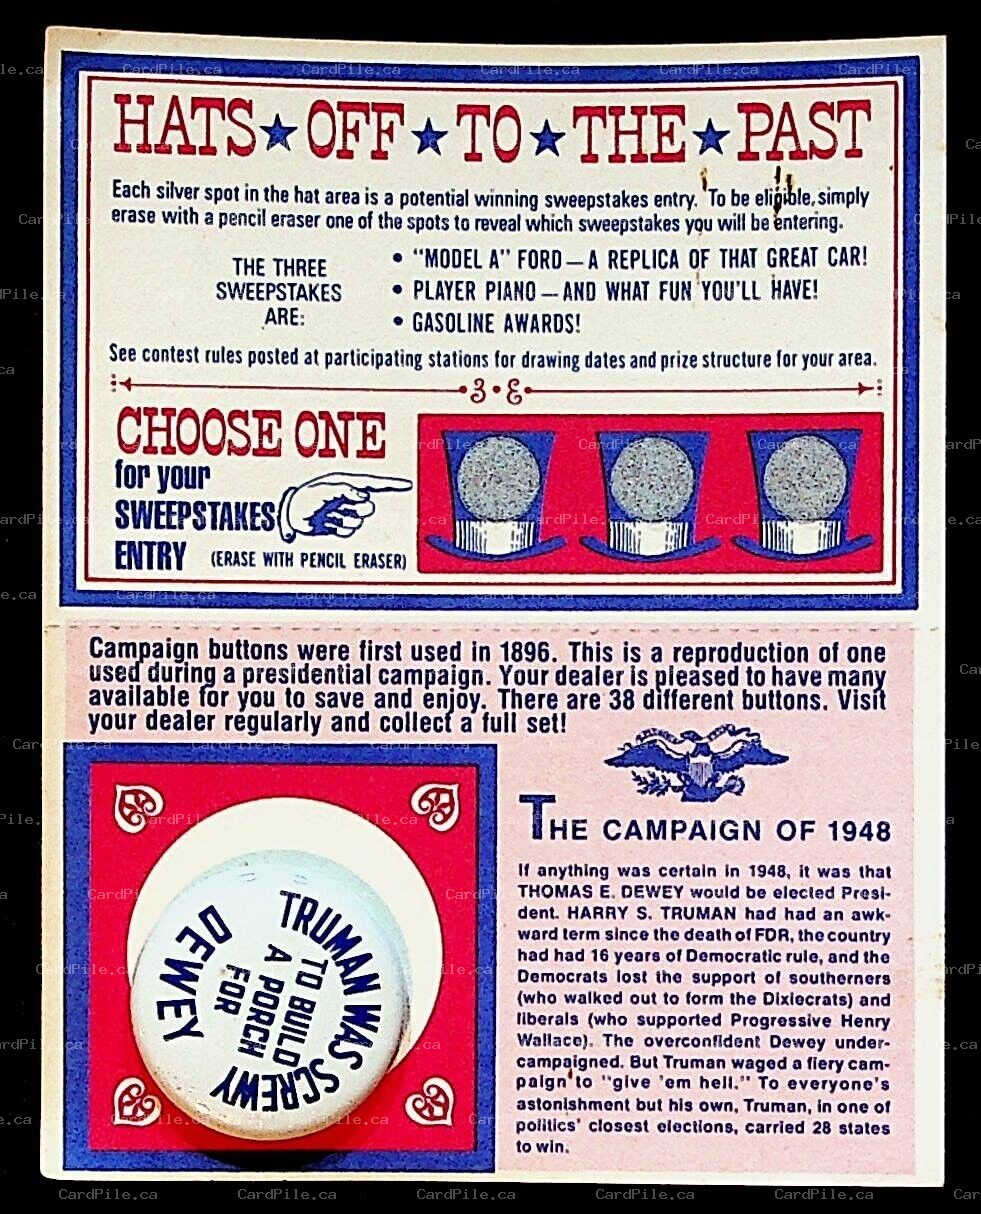 HATS ★ OFF ★ TO ★ THE ★ PAST
Each silver spot in the hat area is a potential winning sweepstakes entry. To be eligible, simply
erase with a pencil eraser one of the spots to reveal which sweepstakes you will be entering.
THE THREE
SWEEPSTAKES
ARE:
• "MODEL A" FORD — A REPLICA OF THAT GREAT CAR!
• PLAYER PIANO — AND WHAT FUN YOU'LL HAVE!
• GASOLINE AWARDS!
See contest rules posted at participating stations for drawing dates and prize structure for your area.
CHOOSE ONE
for your
SWEEPSTAKES
ENTRY (ERASE WITH PENCIL ERASER)
Campaign buttons were first used in 1896. This is a reproduction of one
used during a presidential campaign. Your dealer is pleased to have many
available for you to save and enjoy. There are 38 different buttons. Visit
your dealer regularly and collect a full set!
TRUMAN WAS SCREWY
TO BUILD
A PORCH
FOR
DEWEY
THE CAMPAIGN OF 1948
If anything was certain in 1948, it was that
THOMAS E. DEWEY would be elected Presi-
dent. HARRY S. TRUMAN had had an awk-
ward term since the death of FDR, the country
had had 16 years of Democratic rule, and the
Democrats lost the support of southerners
(who walked out to form the Dixiecrats) and
liberals (who supported Progressive Henry
Wallace). The overconfident Dewey under-
campaigned. But Truman waged a fiery cam-
paign to "give 'em hell." To everyone's
astonishment but his own, Truman, in one of
politics' closest elections, carried 28 states
to win.
CardPile.ca